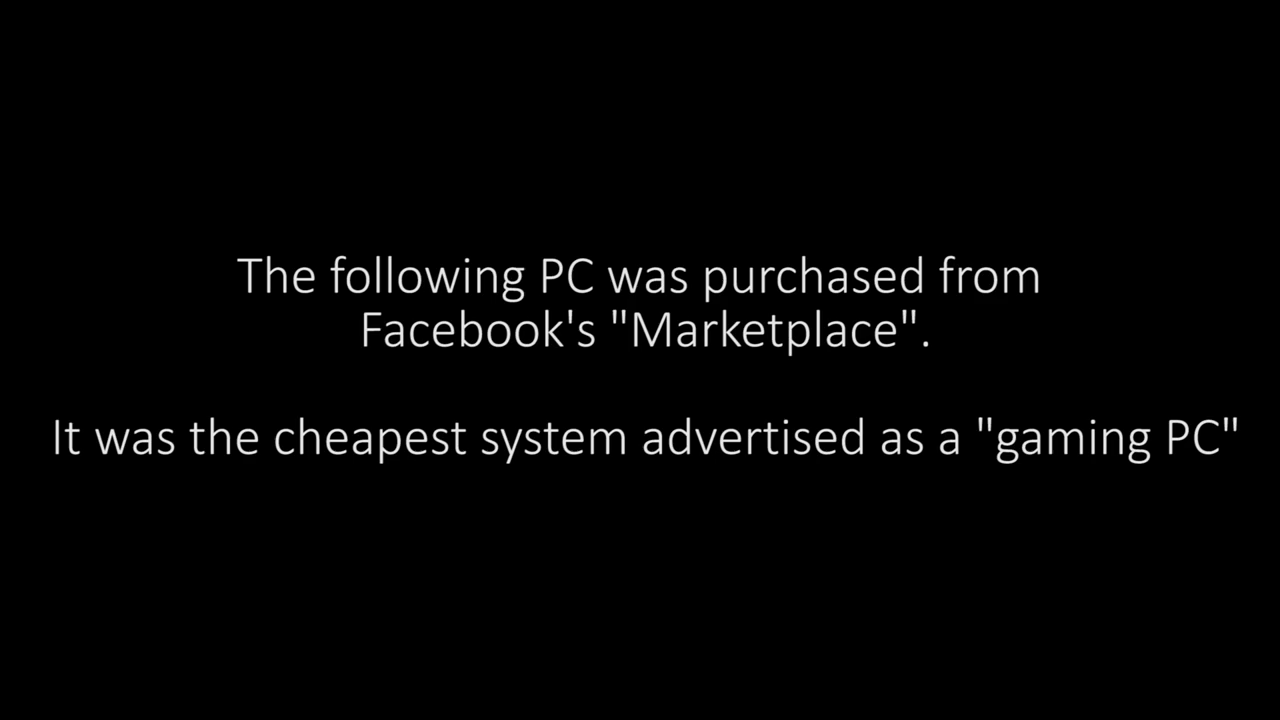 The following PC was purchased from
Facebook's "Marketplace".
It was the cheapest system advertised as a "gaming PC"